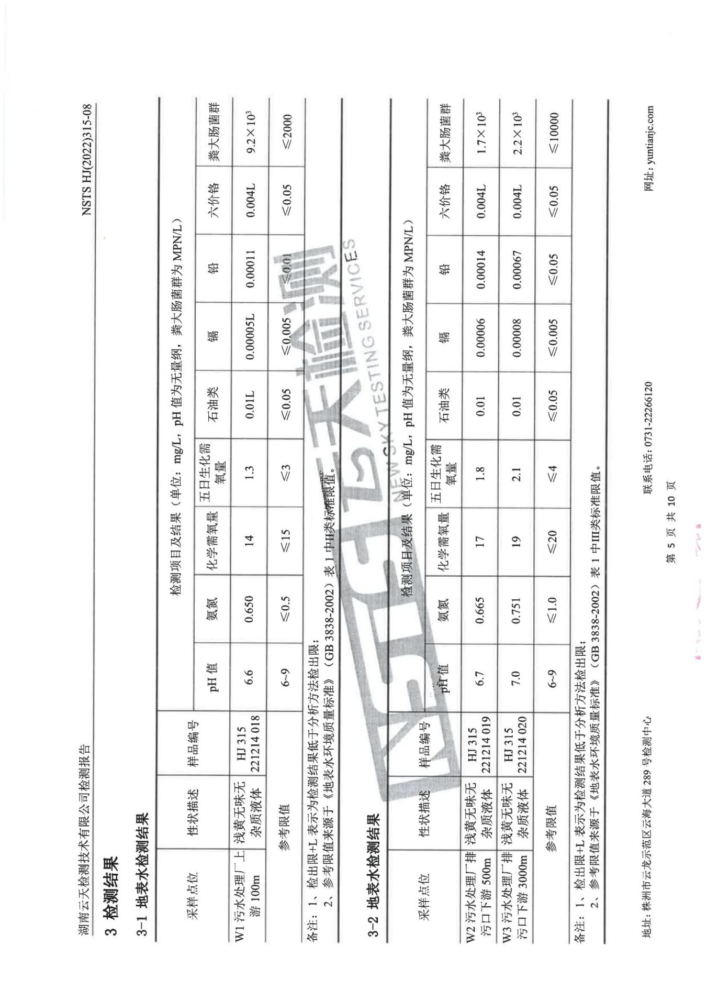 湖南云天检测技术有限公司检测报告 NSTS HJ(2022)315-08
3 检测结果
3-1 地表水检测结果
采样点位 性状描述 样品编号 检测项目及结果（单位：mg/L，pH 值为无量纲，粪大肠菌群为 MPN/L）
pH 值 氨氮 化学需氧量 五日生化需 石油类 镉 铅 六价铬 粪大肠菌群
氧量
W1 污水处理厂上 浅黄无味无 HJ 315 6.6 0.650 14 1.3 0.01L 0.00005L 0.00011 0.004L 9.2×10³
游 100m 杂质液体 221214 018
参考限值 6~9 ≤0.5 ≤15 ≤3 ≤0.05 ≤0.005 ≤0.01 ≤0.05 ≤2000
备注：1、检出限+L 表示为检测结果低于分析方法检出限；
2、参考限值来源于《地表水环境质量标准》（GB 3838-2002）表 1 中II类标准限值。
3-2 地表水检测结果
采样点位 性状描述 样品编号 检测项目及结果（单位：mg/L，pH 值为无量纲，粪大肠菌群为 MPN/L）
pH 值 氨氮 化学需氧量 五日生化需 石油类 镉 铅 六价铬 粪大肠菌群
氧量
W2 污水处理厂排 浅黄无味无 HJ 315 6.7 0.665 17 1.8 0.01 0.00006 0.00014 0.004L 1.7×10³
污口下游 500m 杂质液体 221214 019
W3 污水处理厂排 浅黄无味无 HJ 315 7.0 0.751 19 2.1 0.01 0.00008 0.00067 0.004L 2.2×10³
污口下游 3000m 杂质液体 221214 020
参考限值 6~9 ≤1.0 ≤20 ≤4 ≤0.05 ≤0.005 ≤0.05 ≤0.05 ≤10000
备注：1、检出限+L 表示为检测结果低于分析方法检出限；
2、参考限值来源于《地表水环境质量标准》（GB 3838-2002）表 1 中III类标准限值。
NSTS 云天检测
NEW SKY TESTING SERVICES
地址：株洲市云龙示范区云海大道 289 号检测中心 联系电话：0731-22266120 网址：yuntianjc.com
第 5 页 共 10 页